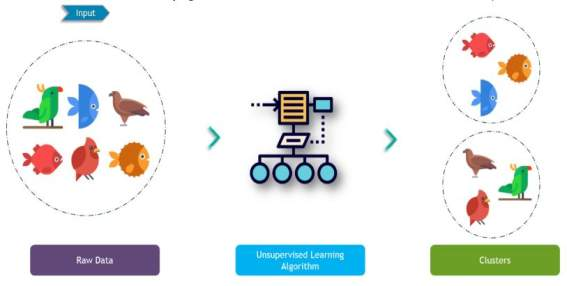 Input
Raw Data
Unsupervised Learning
Algorithm
Clusters